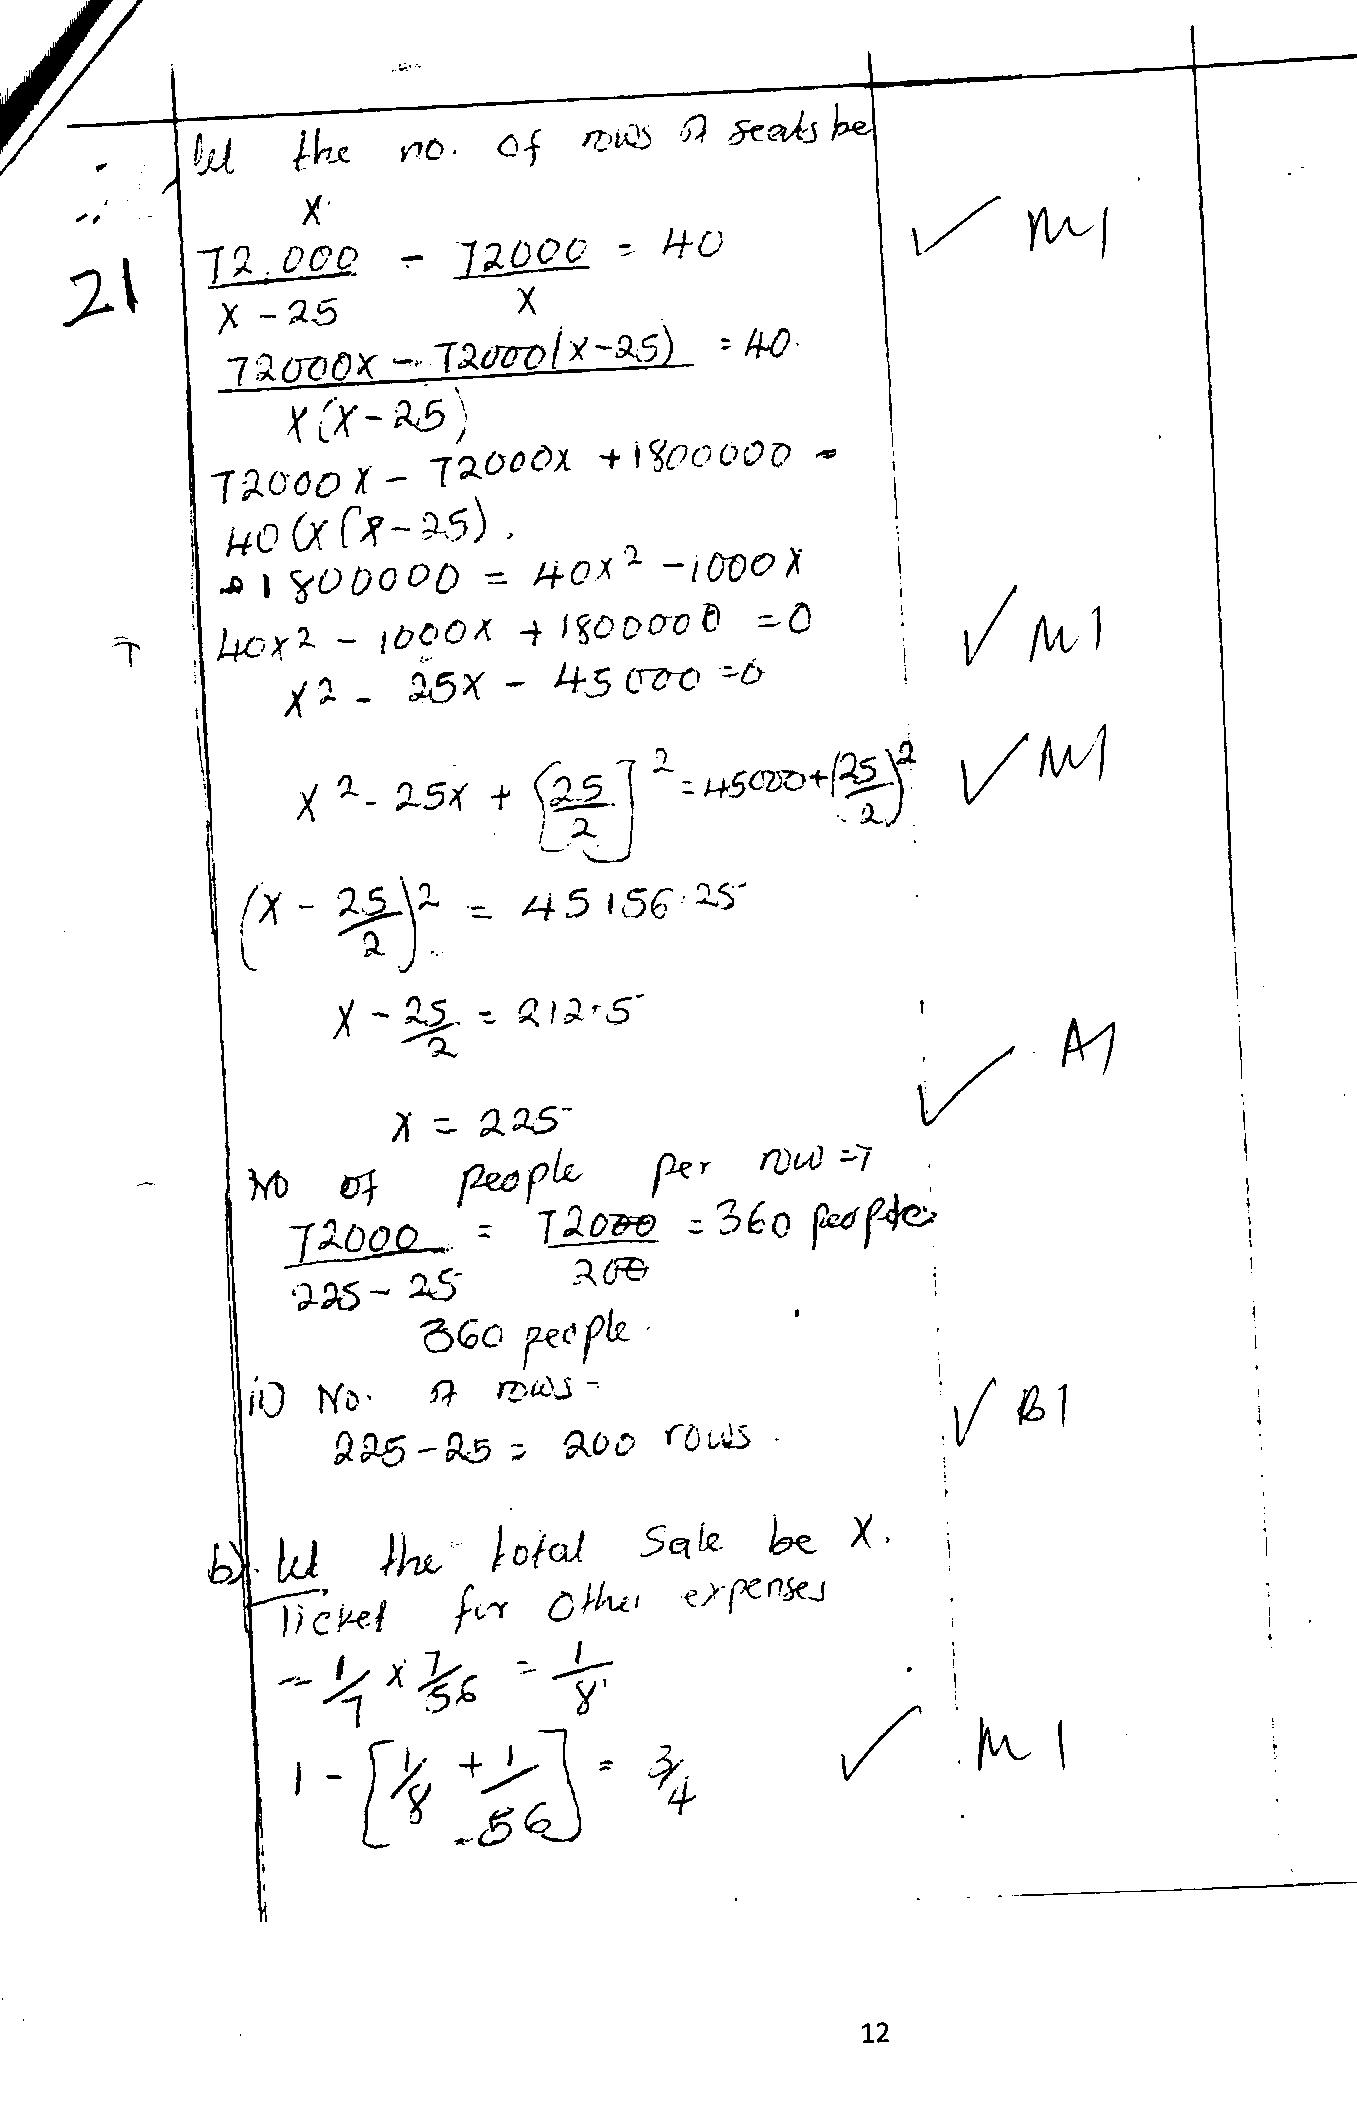 let the no. of rows of seats be
x
21
72.000/x - 25 - 72000/x = 40 ✓ M1
72000x - 72000(x-25)/x(x-25) = 40.
72000x - 72000x + 1800000 =
40(x(x-25).
1800000 = 40x² - 1000x
40x² - 1000x + 1800000 = 0 ✓ M1
x² - 25x - 45000 = 0
x² - 25x + [25/2]² = 45000 + (25/2)² ✓ M1
(x - 25/2)² = 45156.25
x - 25/2 = 212.5
x = 225 ✓ A1
No of people per row =7
72000/225 - 25 = 72000/200 = 360 people
360 people.
ii) No. of rows =
225 - 25 = 200 rows. ✓ B1
b). Let the total sale be x.
Ticket for other expenses
= 1/7 x 7/56 = 1/8
1 - [1/8 + 1/56] = 3/4 ✓ M1
12